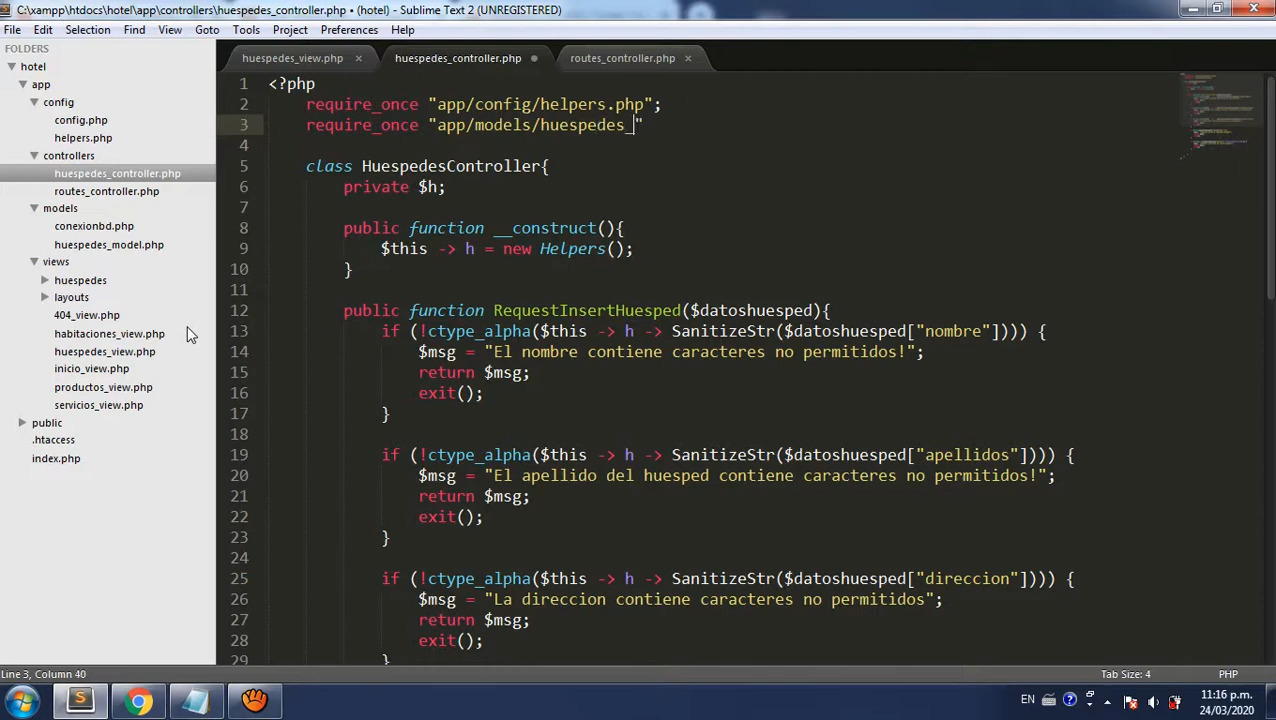 C:\xampp\htdocs\hotel\app\controllers\huespedes_controller.php • (hotel) - Sublime Text 2 (UNREGISTERED)
File Edit Selection Find View Goto Tools Project Preferences Help
FOLDERS
hotel
app
config
config.php
helpers.php
controllers
huespedes_controller.php
routes_controller.php
models
conexionbd.php
huespedes_model.php
views
huespedes
layouts
404_view.php
habitaciones_view.php
huespedes_view.php
inicio_view.php
productos_view.php
servicios_view.php
public
.htaccess
index.php
huespedes_view.php × huespedes_controller.php routes_controller.php ×
1 <?php
2 require_once "app/config/helpers.php";
3 require_once "app/models/huespedes_"
4
5 class HuespedesController{
6 private $h;
7
8 public function __construct(){
9 $this -> h = new Helpers();
10 }
11
12 public function RequestInsertHuesped($datoshuesped){
13 if (!ctype_alpha($this -> h -> SanitizeStr($datoshuesped["nombre"]))) {
14 $msg = "El nombre contiene caracteres no permitidos!";
15 return $msg;
16 exit();
17 }
18
19 if (!ctype_alpha($this -> h -> SanitizeStr($datoshuesped["apellidos"]))) {
20 $msg = "El apellido del huesped contiene caracteres no permitidos!";
21 return $msg;
22 exit();
23 }
24
25 if (!ctype_alpha($this -> h -> SanitizeStr($datoshuesped["direccion"]))) {
26 $msg = "La direccion contiene caracteres no permitidos";
27 return $msg;
28 exit();
29 }
Line 3, Column 40 Tab Size: 4 PHP
EN 11:16 p.m.
24/03/2020